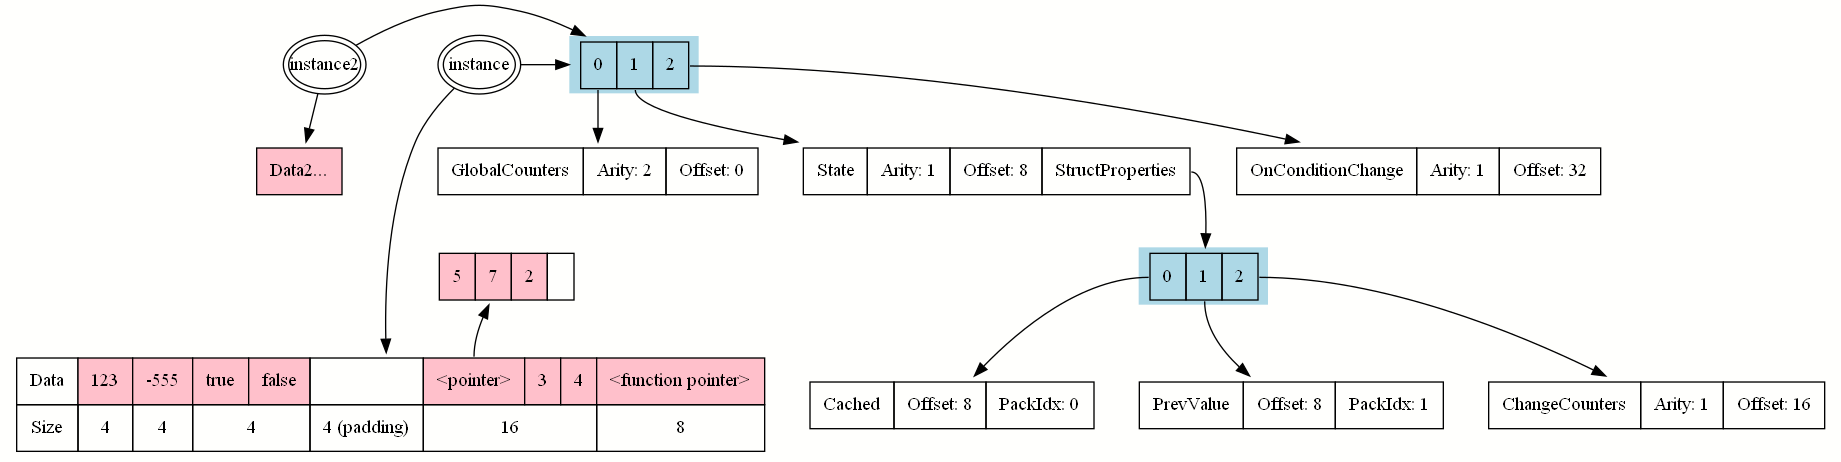 instance2
instance
0 1 2
Data2...
GlobalCounters Arity: 2 Offset: 0
State Arity: 1 Offset: 8 StructProperties
OnConditionChange Arity: 1 Offset: 32
5 7 2
0 1 2
Data 123 -555 true false <pointer> 3 4 <function pointer>
Size 4 4 4 4 (padding) 16 8
Cached Offset: 8 PackIdx: 0
PrevValue Offset: 8 PackIdx: 1
ChangeCounters Arity: 1 Offset: 16